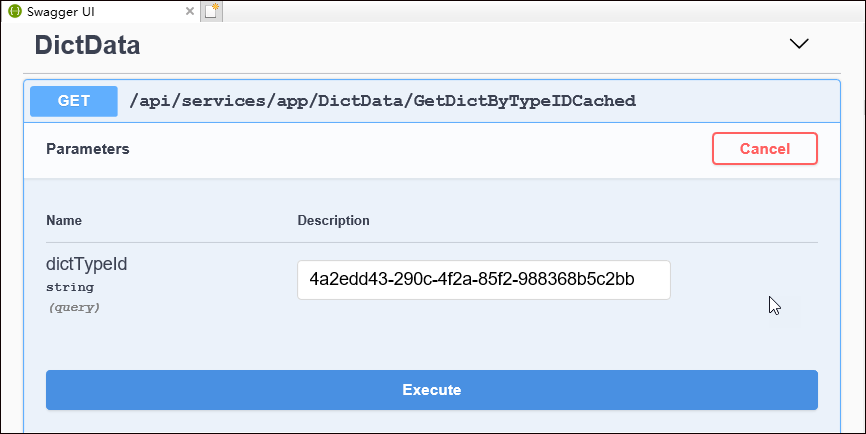 Swagger UI
DictData
GET /api/services/app/DictData/GetDictByTypeIDCached
Parameters Cancel
Name Description
dictTypeId
string
(query)
4a2edd43-290c-4f2a-85f2-988368b5c2bb
Execute